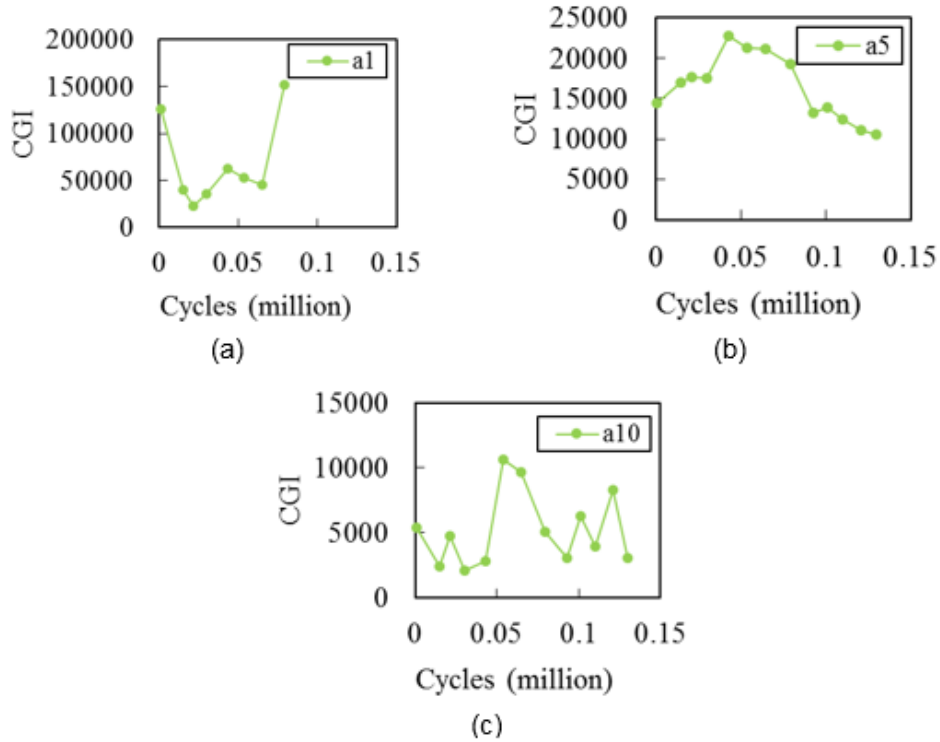 200000
150000
100000
50000
0
CGI
a1
0 0.05 0.1 0.15
Cycles (million)
(a)
25000
20000
15000
10000
5000
0
CGI
a5
0 0.05 0.1 0.15
Cycles (million)
(b)
15000
10000
5000
0
CGI
a10
0 0.05 0.1 0.15
Cycles (million)
(c)